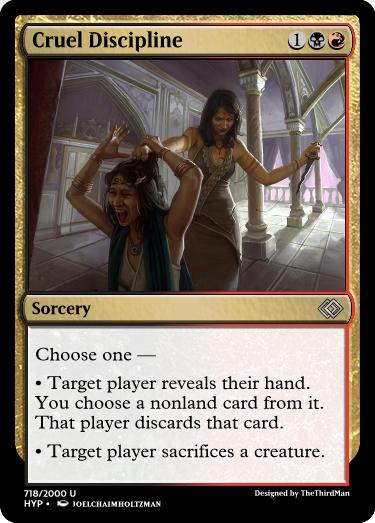 Cruel Discipline 1
Sorcery
Choose one —
• Target player reveals their hand.
You choose a nonland card from it.
That player discards that card.
• Target player sacrifices a creature.
718/2000 U
Designed by TheThirdMan
HYP • JOELCHAIMHOLTZMAN